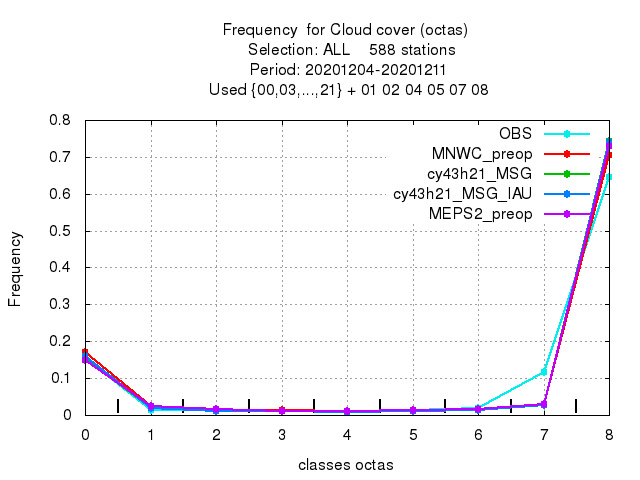 Frequency  for Cloud cover (octas)
Selection: ALL    588 stations
Period: 20201204-20201211
Used {00,03,...,21} + 01 02 04 05 07 08
OBS
MNWC_preop
cy43h21_MSG
cy43h21_MSG_IAU
MEPS2_preop
0.8
0.7
0.6
0.5
0.4
0.3
0.2
0.1
0
Frequency
0 1 2 3 4 5 6 7 8
classes octas